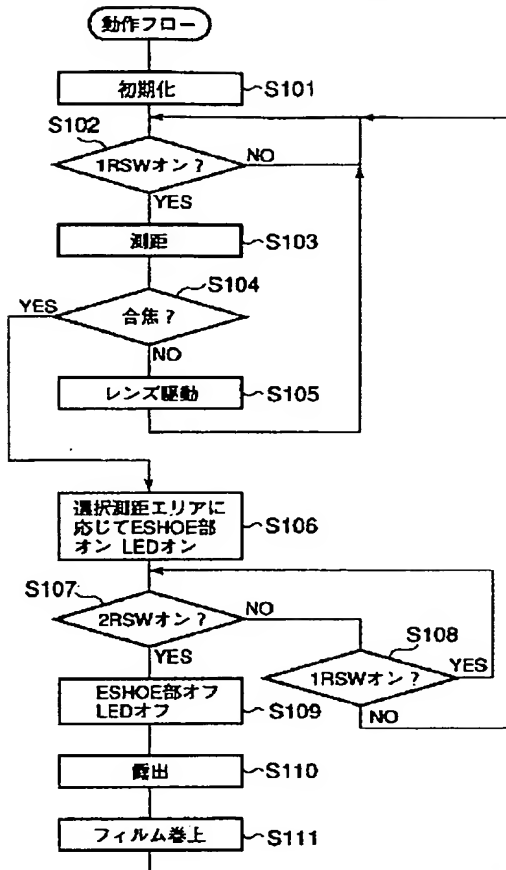 動作フロー
初期化
S101
S102
1RSWオン?
NO
YES
測距
S103
S104
YES
合焦?
NO
レンズ駆動
S105
選択測距エリアに
応じてESHOE部
オン LEDオン
S106
S107
2RSWオン?
NO
YES
S108
1RSWオン?
YES
NO
ESHOE部オフ
LEDオフ
S109
露出
S110
フィルム巻上
S111